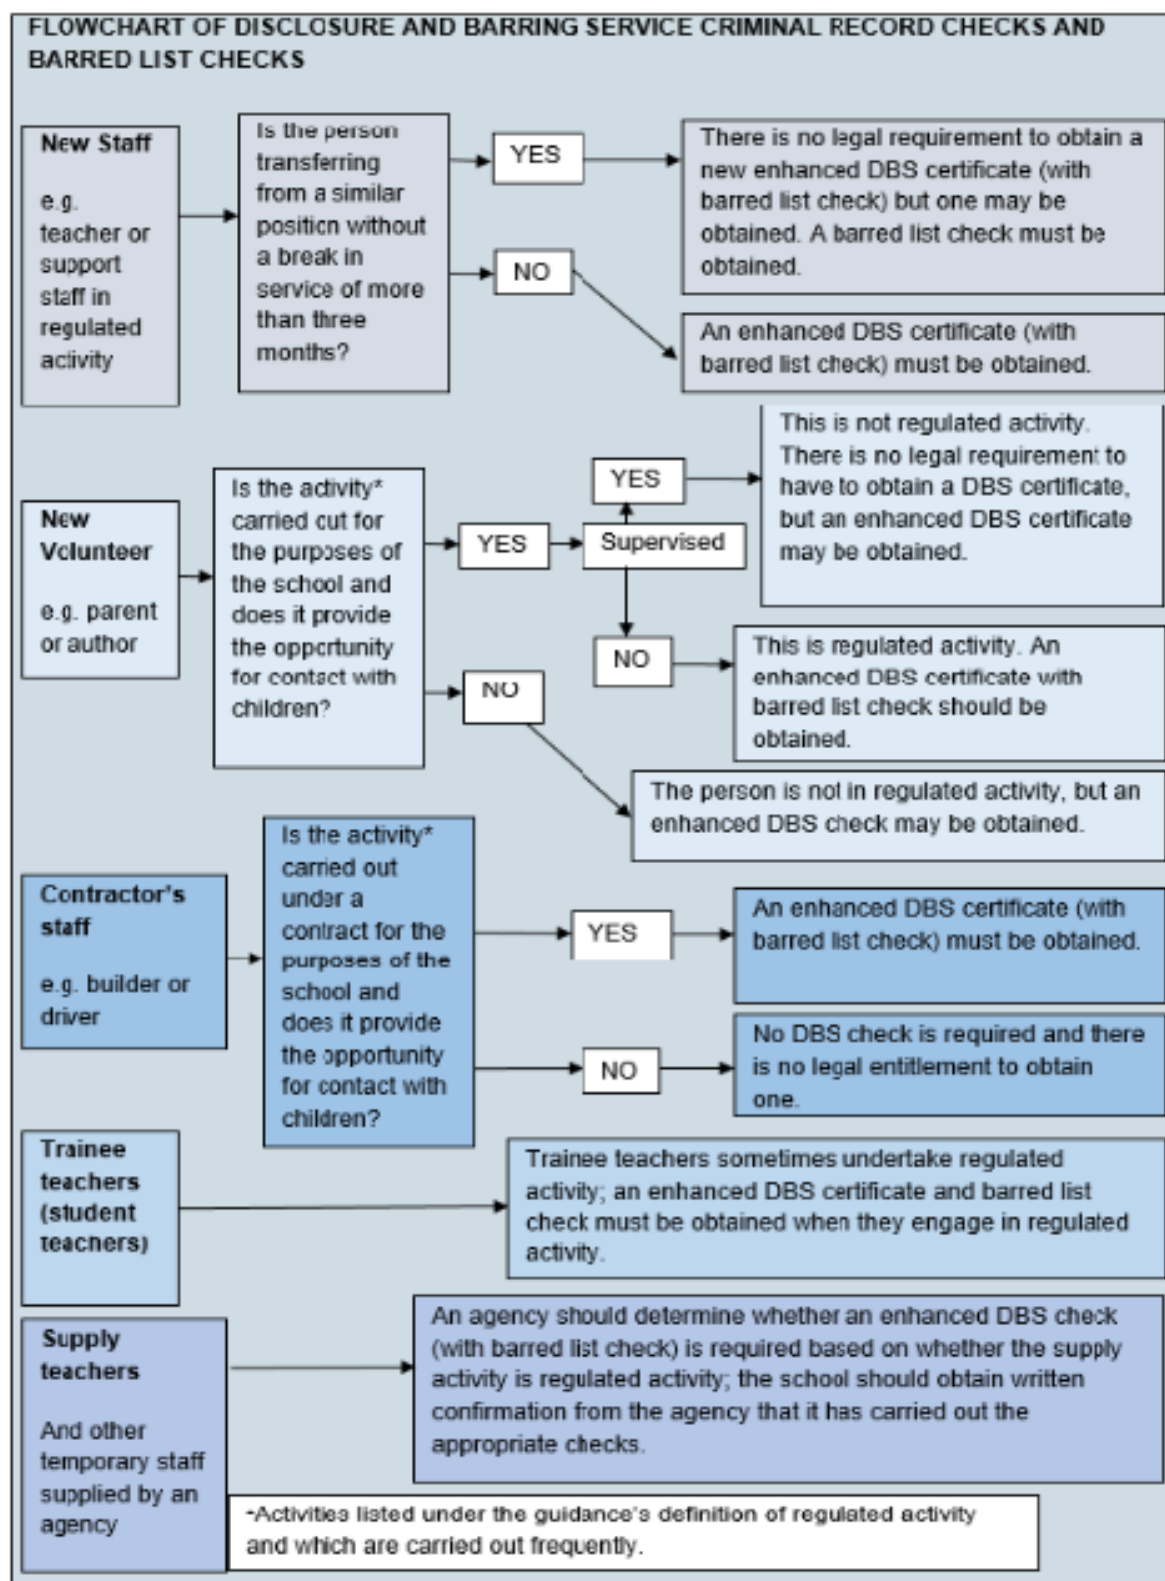 FLOWCHART OF DISCLOSURE AND BARRING SERVICE CRIMINAL RECORD CHECKS AND
BARRED LIST CHECKS
New Staff
e.g.
teacher or
support
staff in
regulated
activity
Is the person
transferring
from a similar
position without
a break in
service of more
than three
months?
YES
There is no legal requirement to obtain a
new enhanced DBS certificate (with
barred list check) but one may be
obtained. A barred list check must be
obtained.
NO
An enhanced DBS certificate (with
barred list check) must be obtained.
New
Volunteer
e.g. parent
or author
Is the activity*
carried out for
the purposes of
the school and
does it provide
the opportunity
for contact with
children?
YES
Supervised
YES
This is not regulated activity.
There is no legal requirement to
have to obtain a DBS certificate,
but an enhanced DBS certificate
may be obtained.
NO
This is regulated activity. An
enhanced DBS certificate with
barred list check should be
obtained.
NO
The person is not in regulated activity, but an
enhanced DBS check may be obtained.
Contractor's
staff
e.g. builder or
driver
Is the activity*
carried out
under a
contract for the
purposes of the
school and
does it provide
the opportunity
for contact with
children?
YES
An enhanced DBS certificate (with
barred list check) must be obtained.
NO
No DBS check is required and there
is no legal entitlement to obtain
one.
Trainee
teachers
(student
teachers)
Trainee teachers sometimes undertake regulated
activity; an enhanced DBS certificate and barred list
check must be obtained when they engage in regulated
activity.
Supply
teachers
And other
temporary staff
supplied by an
agency
An agency should determine whether an enhanced DBS check
(with barred list check) is required based on whether the supply
activity is regulated activity; the school should obtain written
confirmation from the agency that it has carried out the
appropriate checks.
*Activities listed under the guidance's definition of regulated activity
and which are carried out frequently.